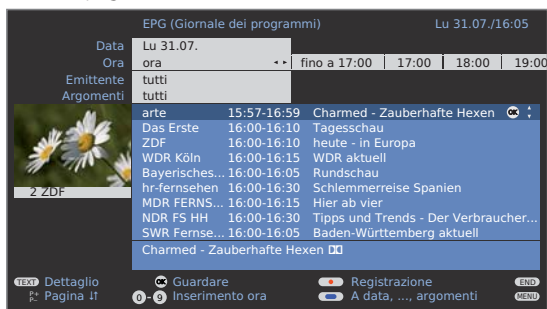 EPG (Giornale dei programmi) Lu 31.07./16:05
Data Lu 31.07.
Ora ora fino a 17:00 17:00 18:00 19:00
Emittente tutti
Argomenti tutti
arte 15:57-16:59 Charmed - Zauberhafte Hexen OK
Das Erste 16:00-16:10 Tagesschau
ZDF 16:00-16:10 heute - in Europa
WDR Köln 16:00-16:15 WDR aktuell
Bayerisches... 16:00-16:05 Rundschau
hr-fernsehen 16:00-16:30 Schlemmerreise Spanien
MDR FERNS... 16:00-16:15 Hier ab vier
NDR FS HH 16:00-16:30 Tipps und Trends - Der Verbraucher...
SWR Fernse... 16:00-16:05 Baden-Württemberg aktuell
2 ZDF
Charmed - Zauberhafte Hexen
TEXT Dettaglio OK Guardare Registrazione END
P+ P- Pagina 0-9 Inserimento ora A data, ..., argomenti MENU